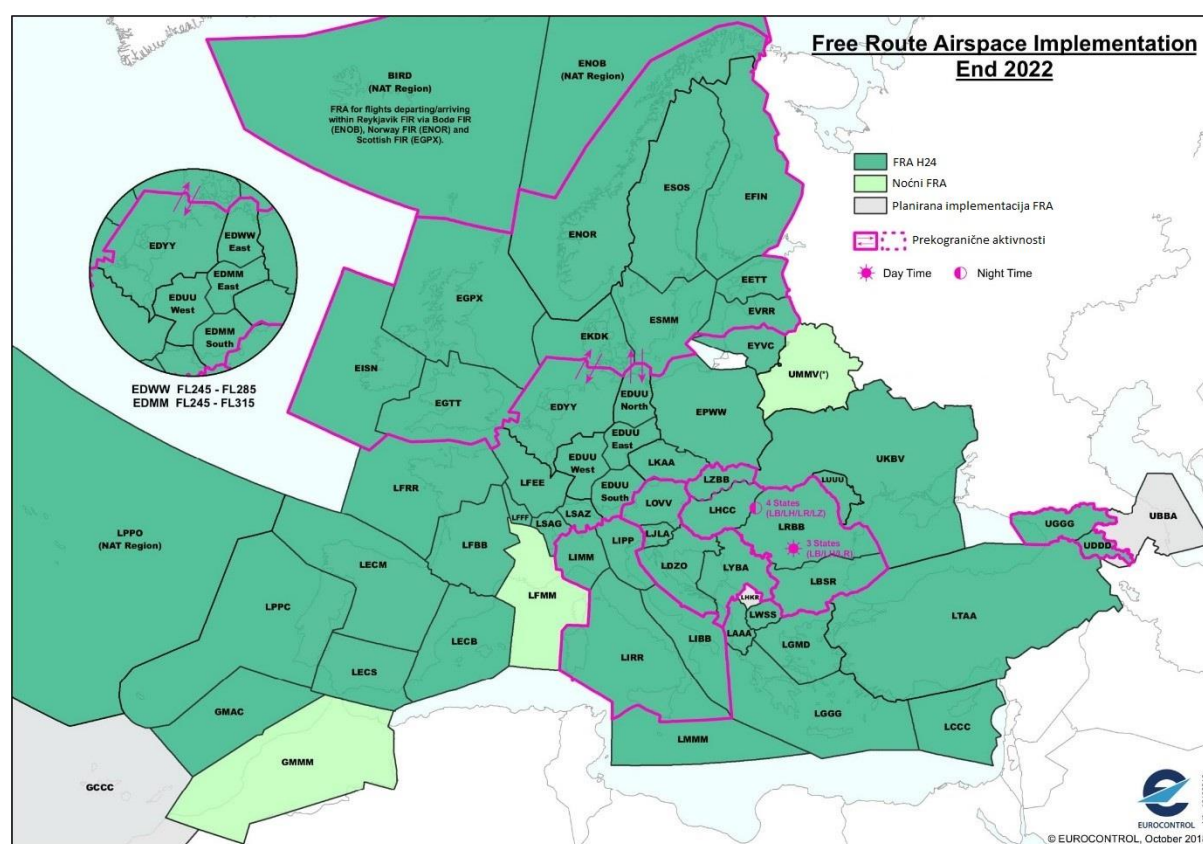 Free Route Airspace Implementation
End 2022
BIRD
(NAT Region)
FRA for flights departing/arriving
within Reykjavik FIR via Bodø FIR
(ENOB), Norway FIR (ENOR) and
Scottish FIR (EGPX).
ENOB
(NAT Region)
FRA H24
Noćni FRA
Planirana implementacija FRA
Prekogranične aktivnosti
Day Time
Night Time
EDYY
EDWW
East
EDMM
East
EDUU
West
EDMM
South
EDWW FL245 - FL285
EDMM FL245 - FL315
ESOS
EFIN
ENOR
EETT
EVRR
EGPX
ESMM
EKDK
EYVC
UMMV(*)
EISN
EGTT
EDYY
EDUU
North
EPWW
EDUU
East
EDUU
West
LKAA
UKBV
LFRR
LFEE
EDUU
South
LZBB
LUUU
LOVV
LHCC
4 States
(LB/LH/LR/LZ)
LRBB
LFFF
LSAG
LSAZ
UGGG
UBBA
UDDD
LPPO
(NAT Region)
LFBB
LIMM
LIPP
LJLA
3 States
(LB/LH/LR)
LECM
LDZO
LYBA
LBSR
LPPC
LFMM
LHKR
LWSS
LTAA
LECB
LIBB
LAAA
LGMD
LECS
LIRR
GMAC
LGGG
LCCC
LMMM
GMMM
GCCC
EUROCONTROL
© EUROCONTROL, October 201